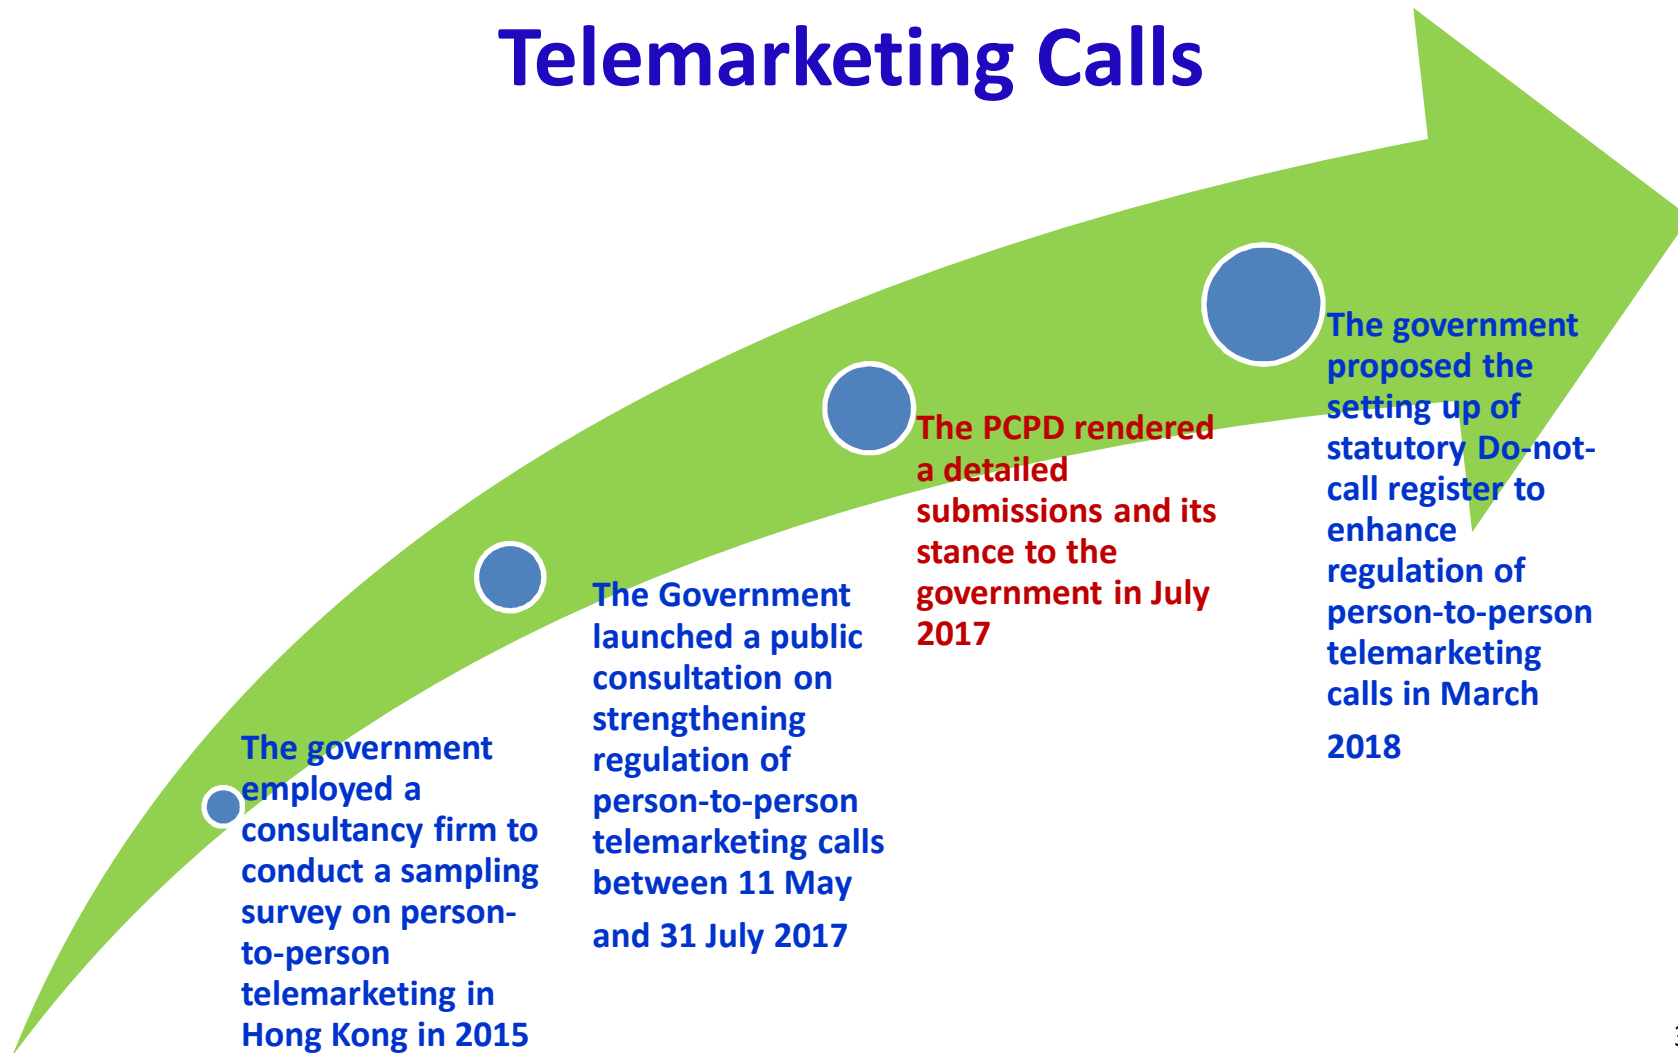 Telemarketing Calls
The government
employed a
consultancy firm to
conduct a sampling
survey on person-
to-person
telemarketing in
Hong Kong in 2015
The Government
launched a public
consultation on
strengthening
regulation of
person-to-person
telemarketing calls
between 11 May
and 31 July 2017
The PCPD rendered
a detailed
submissions and its
stance to the
government in July
2017
The government
proposed the
setting up of
statutory Do-not-
call register to
enhance
regulation of
person-to-person
telemarketing
calls in March
2018